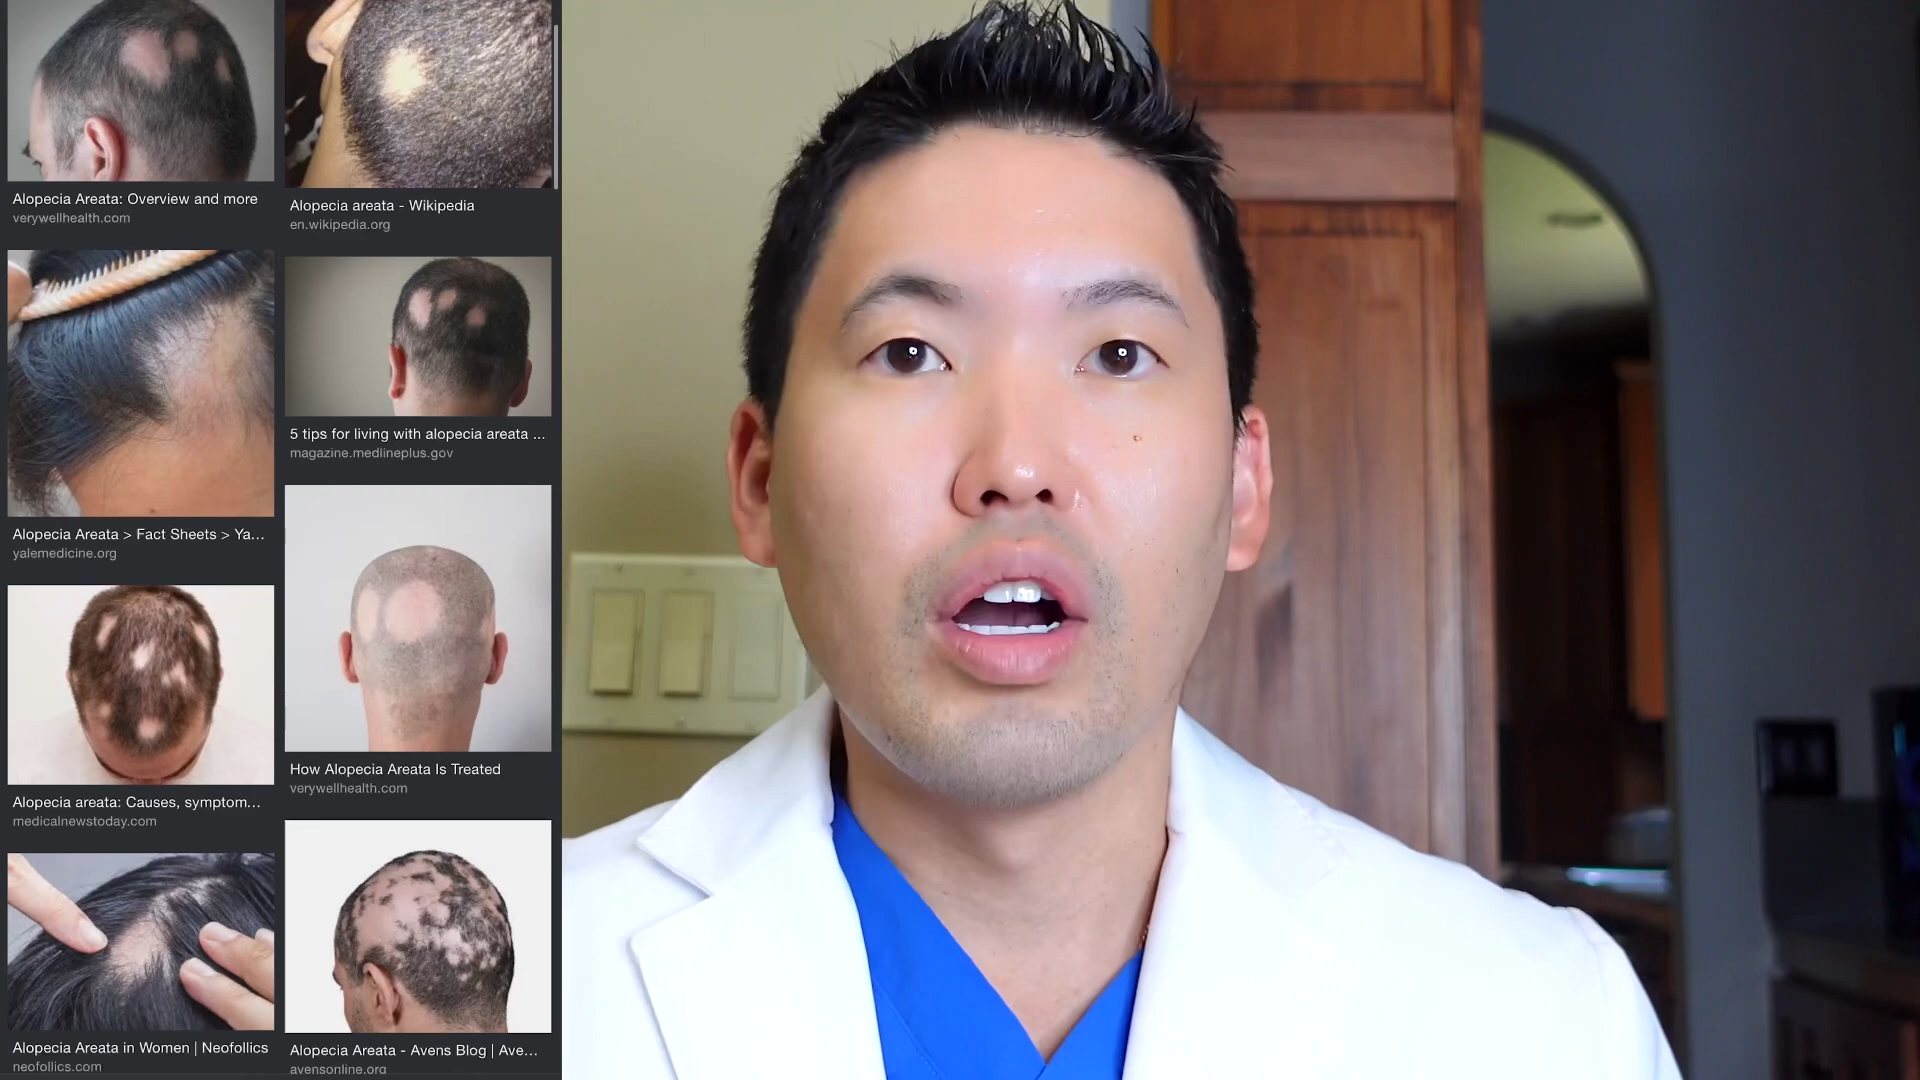 Alopecia Areata: Overview and more
verywellhealth.com
Alopecia areata - Wikipedia
en.wikipedia.org
5 tips for living with alopecia areata ...
magazine.medlineplus.gov
Alopecia Areata > Fact Sheets > Ya...
yalemedicine.org
How Alopecia Areata Is Treated
verywellhealth.com
Alopecia areata: Causes, symptom...
medicalnewstoday.com
Alopecia Areata in Women | Neofollics
neofollics.com
Alopecia Areata - Avens Blog | Ave...
avensonline.org